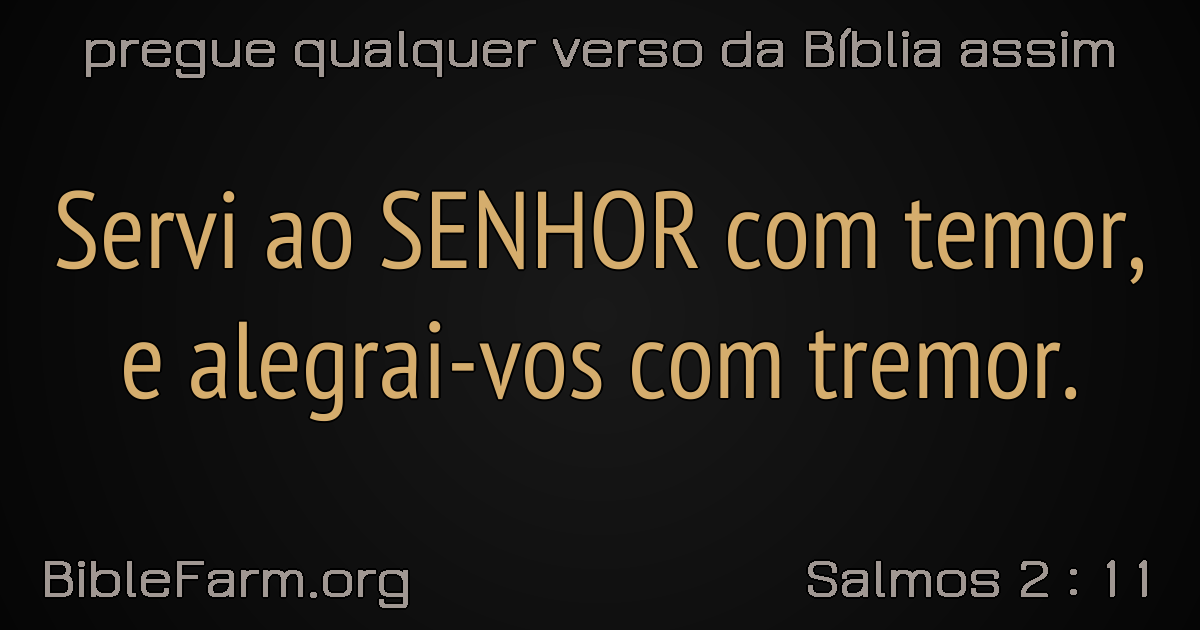 pregue qualquer verso da Bíblia assim
Servi ao SENHOR com temor,
e alegrai-vos com tremor.
BibleFarm.org
Salmos 2 : 11